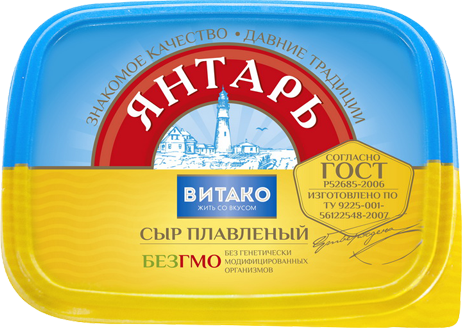 ЗНАКОМОЕ КАЧЕСТВО • ДАВНИЕ ТРАДИЦИИ
ЯНТАРЬ
СОГЛАСНО
ГОСТ
Р52685-2006
ИЗГОТОВЛЕНО ПО
ТУ 9225-001-
56122548-2007
ВИТАКО
ЖИТЬ СО ВКУСОМ
СЫР ПЛАВЛЕНЫЙ
БЕЗГМО
БЕЗ ГЕНЕТИЧЕСКИ
МОДИФИЦИРОВАННЫХ
ОРГАНИЗМОВ